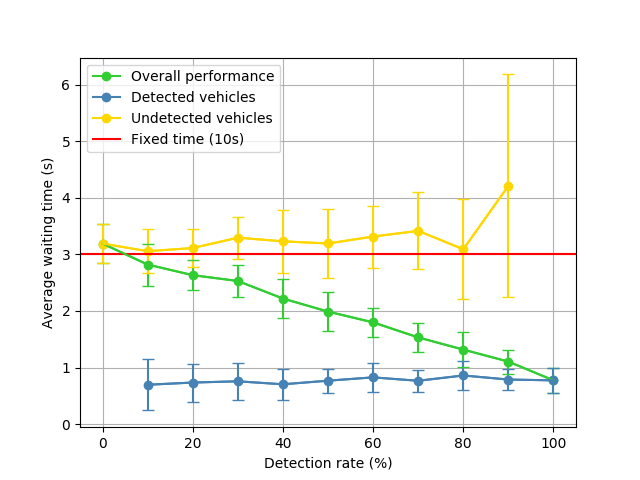 Overall performance
Detected vehicles
Undetected vehicles
Fixed time (10s)
Average waiting time (s)
6
5
4
3
2
1
0
0 20 40 60 80 100
Detection rate (%)